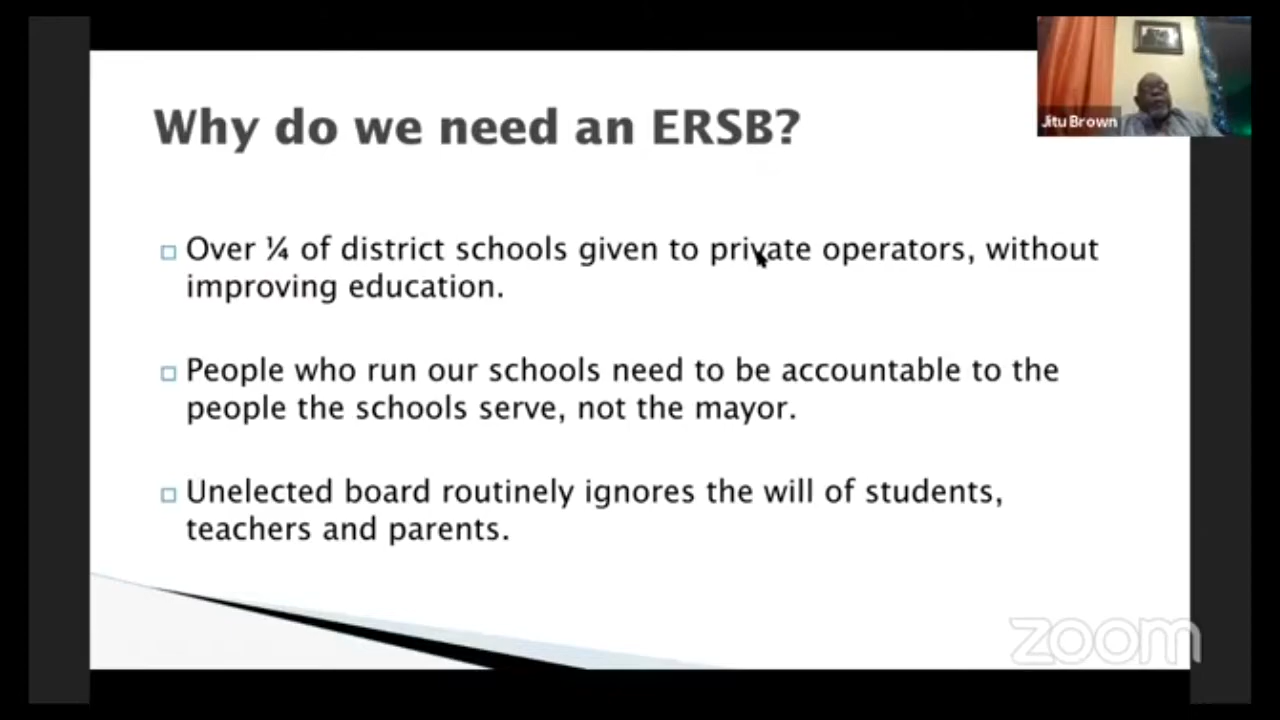 Why do we need an ERSB?
Jitu Brown
Over ¼ of district schools given to private operators, without
improving education.
People who run our schools need to be accountable to the
people the schools serve, not the mayor.
Unelected board routinely ignores the will of students,
teachers and parents.
zoom